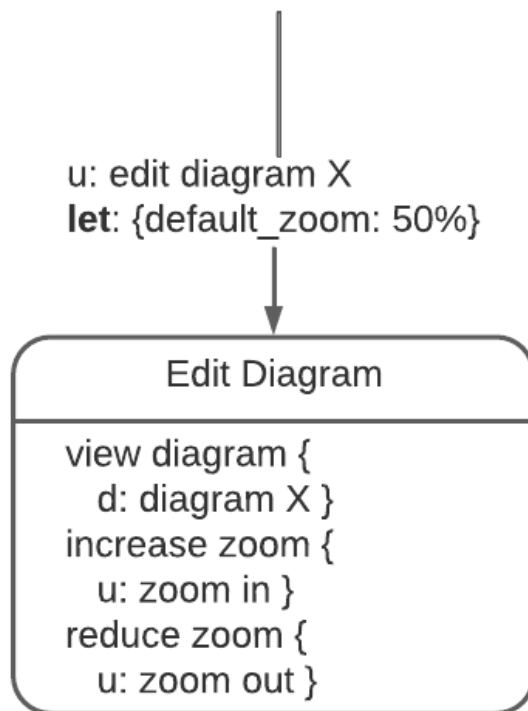 u: edit diagram X
let: {default_zoom: 50%}
Edit Diagram
view diagram {
d: diagram X }
increase zoom {
u: zoom in }
reduce zoom {
u: zoom out }